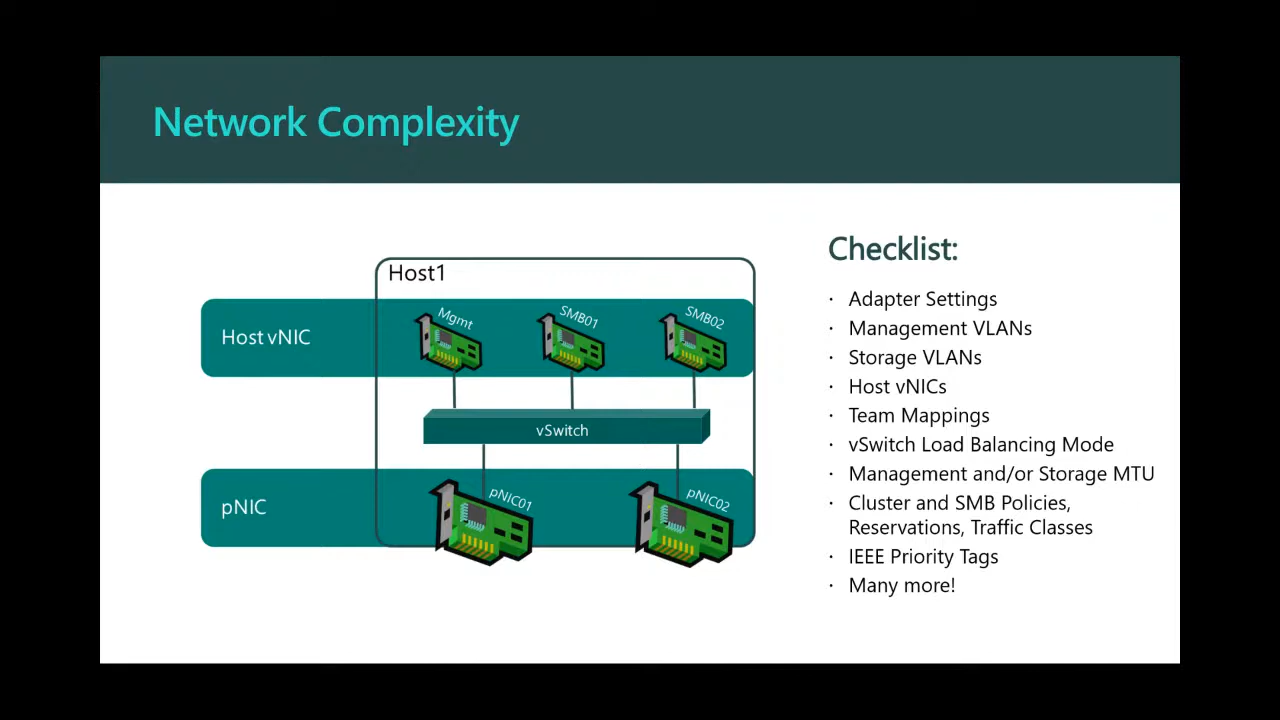 Network Complexity
Host1
Host vNIC
Mgmt
SMB01
SMB02
vSwitch
pNIC
pNIC01
pNIC02
Checklist:
· Adapter Settings
· Management VLANs
· Storage VLANs
· Host vNICs
· Team Mappings
· vSwitch Load Balancing Mode
· Management and/or Storage MTU
· Cluster and SMB Policies,
Reservations, Traffic Classes
· IEEE Priority Tags
· Many more!